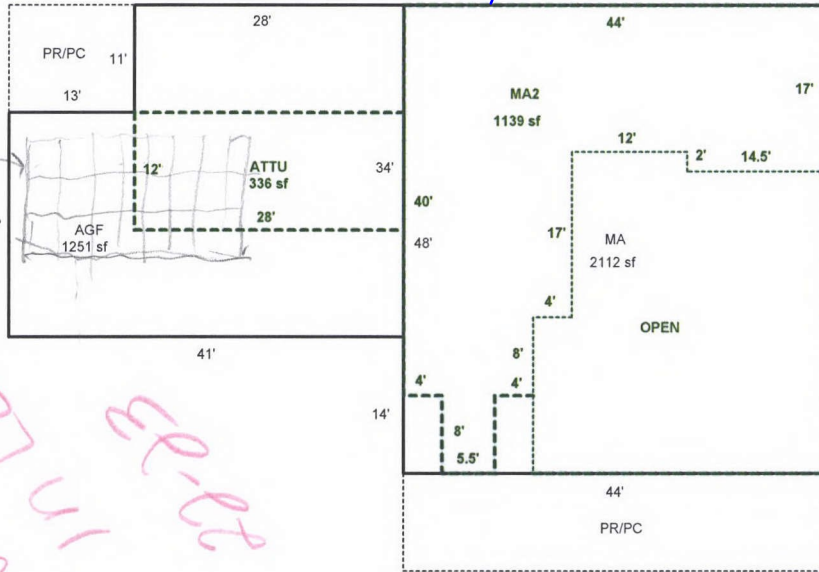 28'
44'
PR/PC
11'
17'
MA2
1139 sf
13'
12'
2'
14.5'
12'
ATTU
336 sf
34'
40'
28'
AGF
1251 sf
48'
17'
MA
2112 sf
4'
OPEN
41'
8'
4'
4'
14'
8'
5.5'
44'
PR/PC